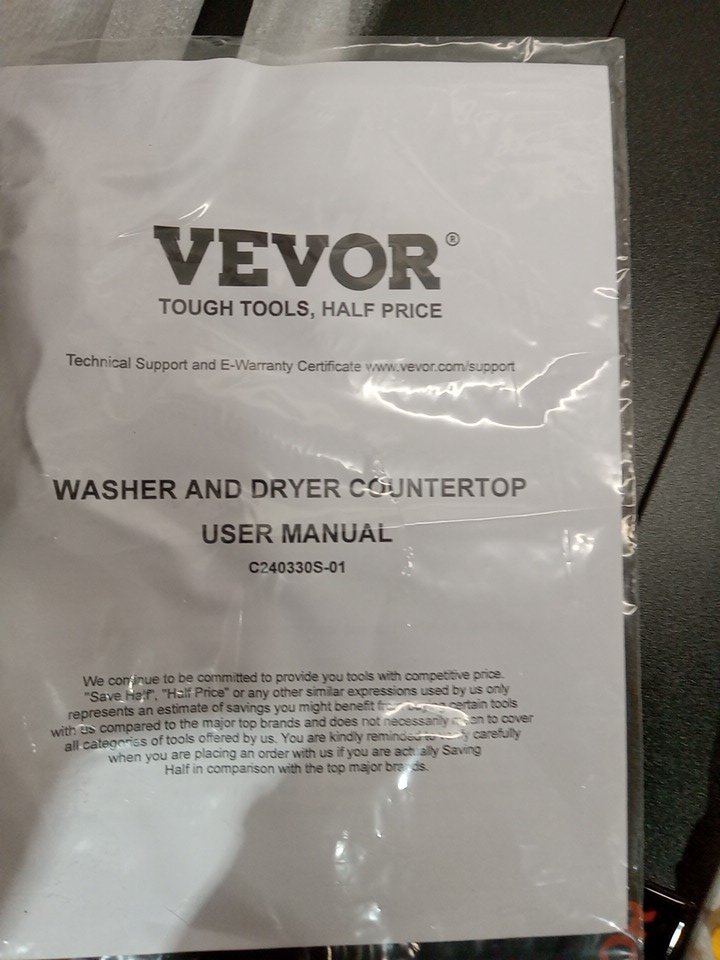 VEVOR®
TOUGH TOOLS, HALF PRICE
Technical Support and E-Warranty Certificate www.vevor.com/support
WASHER AND DRYER COUNTERTOP
USER MANUAL
C240330S-01
We continue to be committed to provide you tools with competitive price.
"Save Half", "Half Price" or any other similar expressions used by us only
represents an estimate of savings you might benefit from certain tools
with us compared to the major top brands and does not necessarily mean to cover
all categories of tools offered by us. You are kindly reminded to verify carefully
when you are placing an order with us if you are actually Saving
Half in comparison with the top major brands.